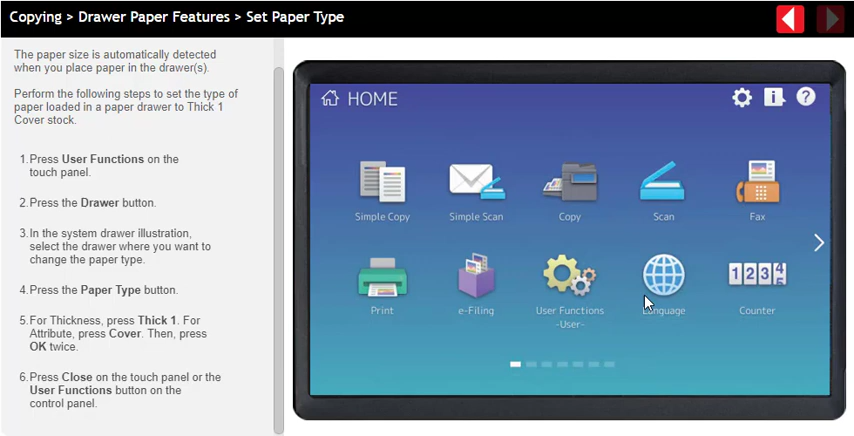 Copying > Drawer Paper Features > Set Paper Type
The paper size is automatically detected
when you place paper in the drawer(s).
Perform the following steps to set the type of
paper loaded in a paper drawer to Thick 1
Cover stock.
1. Press User Functions on the
touch panel.
2. Press the Drawer button.
3. In the system drawer illustration,
select the drawer where you want to
change the paper type.
4. Press the Paper Type button.
5. For Thickness, press Thick 1. For
Attribute, press Cover. Then, press
OK twice.
6. Press Close on the touch panel or the
User Functions button on the
control panel.
HOME
i
?
Simple Copy
Simple Scan
Copy
Scan
Fax
1 2 3 4 5
Print
e-Filing
User Functions
-User-
Language
Counter